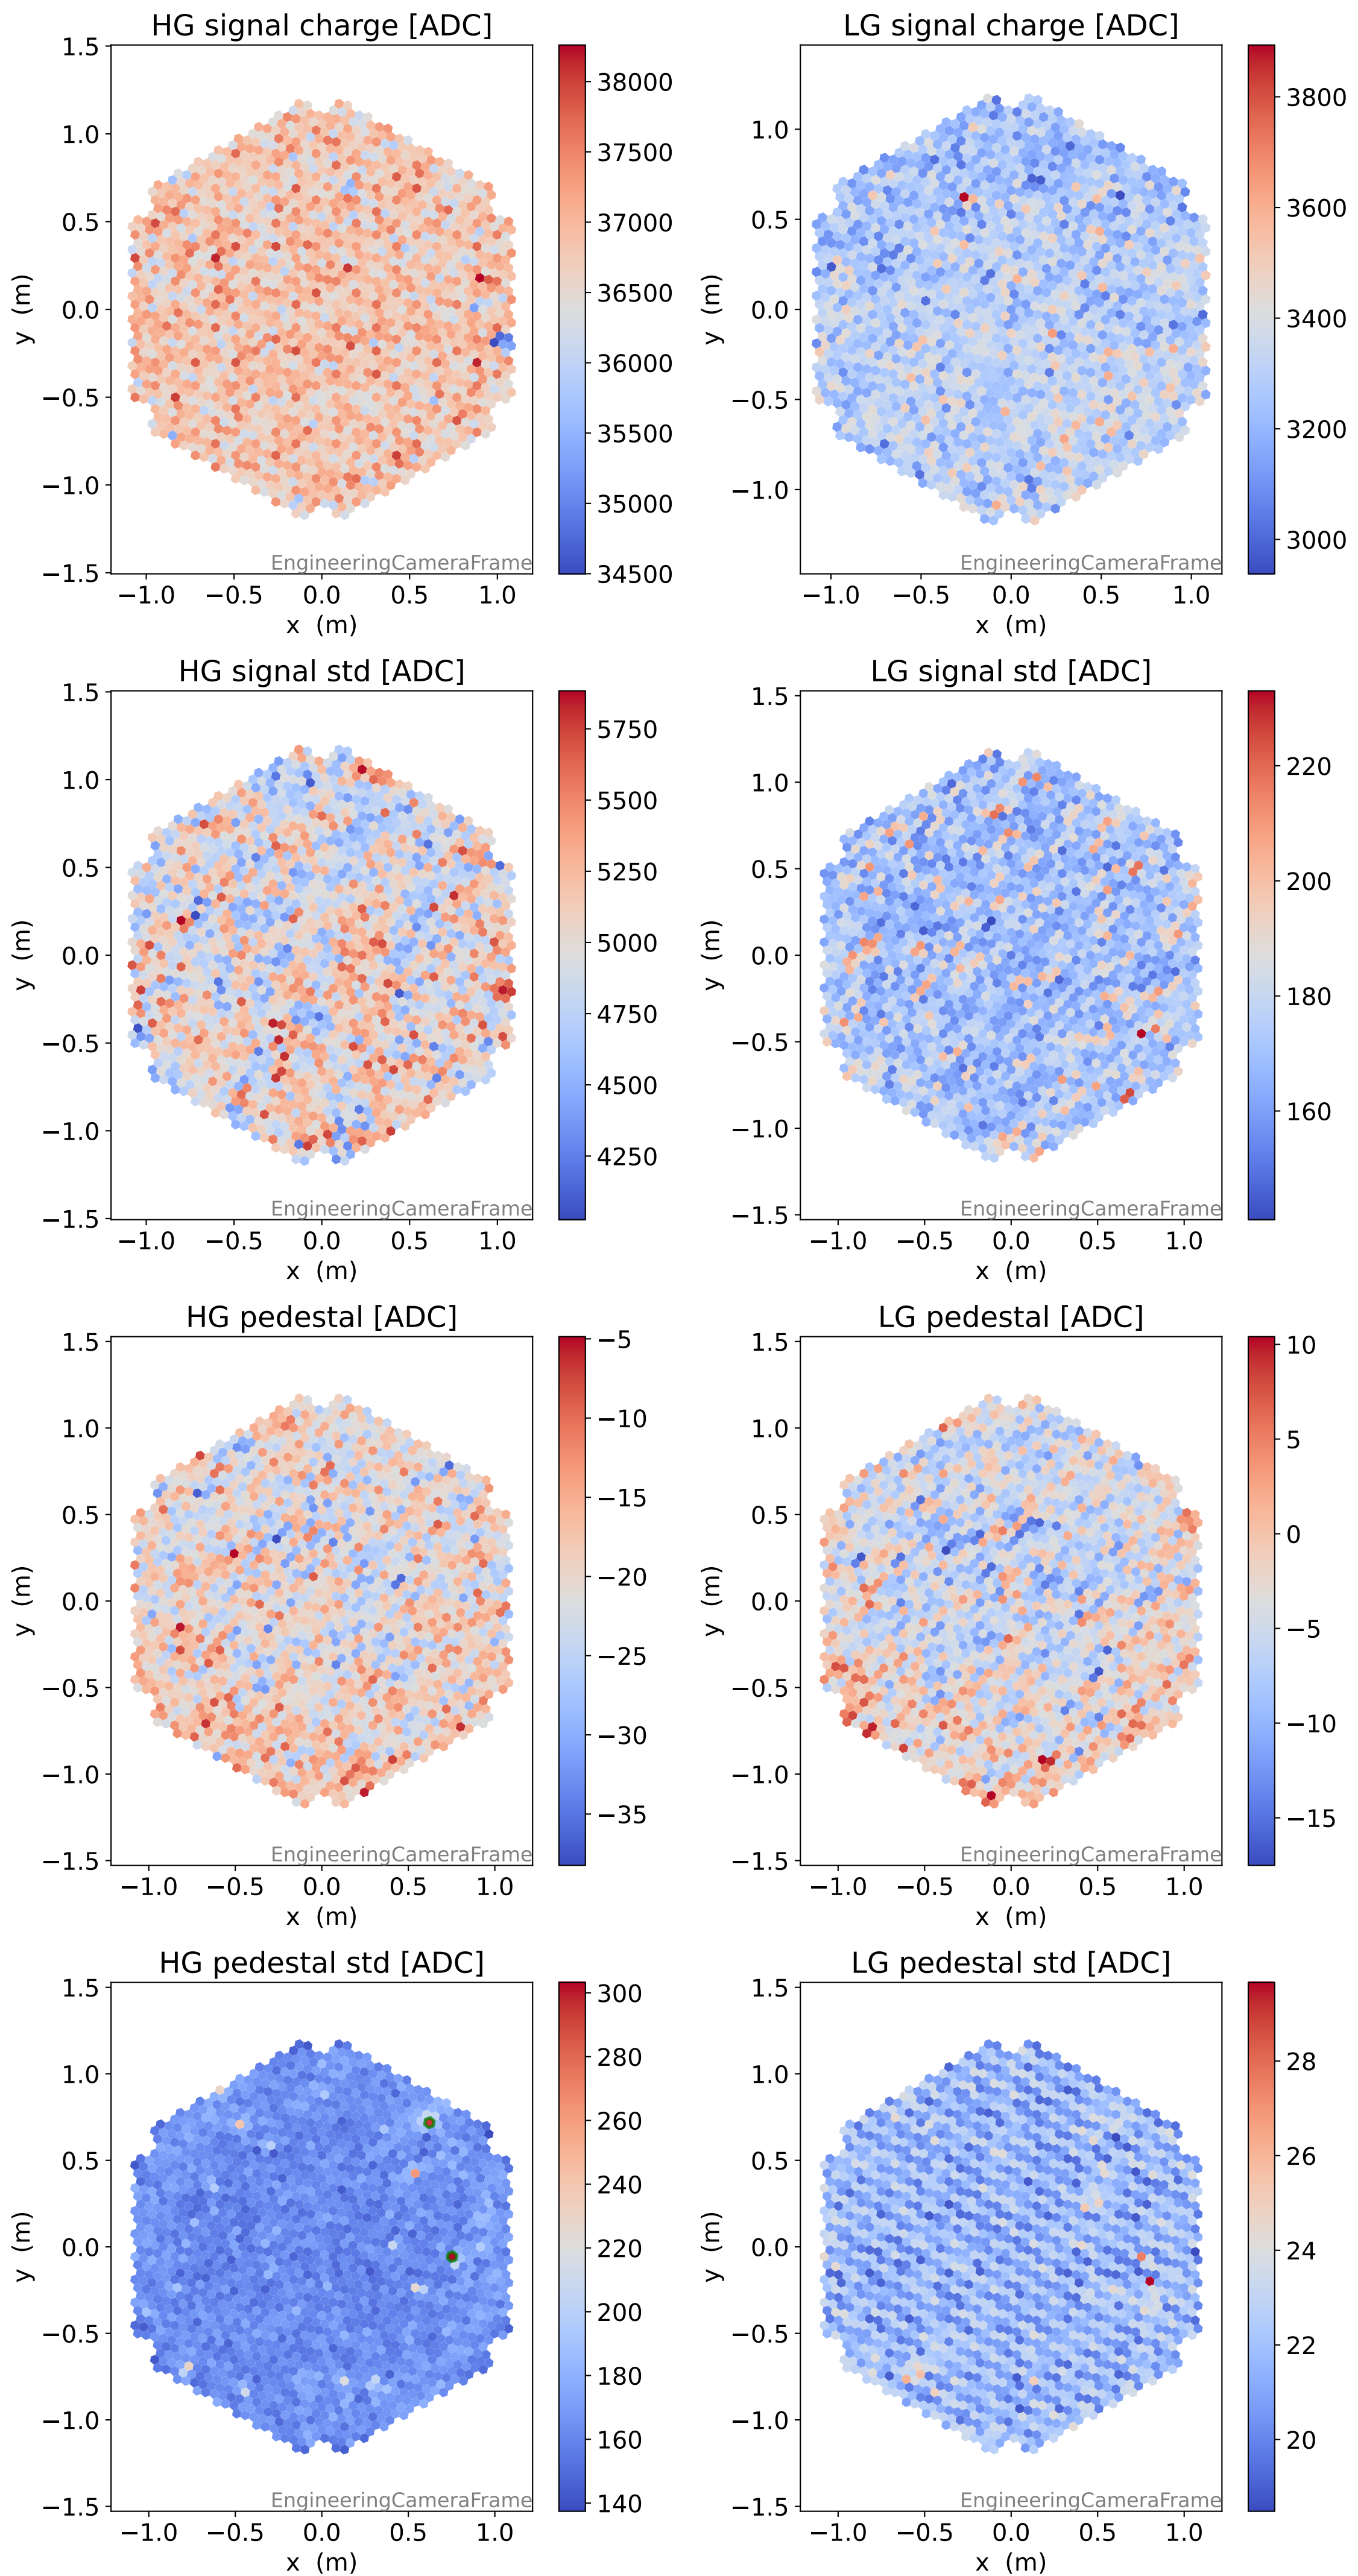 HG signal charge [ADC]
LG signal charge [ADC]
1.5
1.0
0.5
0.0
−0.5
−1.0
−1.5
y (m)
−1.0 −0.5 0.0 0.5 1.0
x (m)
EngineeringCameraFrame
38000
37500
37000
36500
36000
35500
35000
34500
1.0
0.5
0.0
−0.5
−1.0
y (m)
−1.0 −0.5 0.0 0.5 1.0
x (m)
EngineeringCameraFrame
3800
3600
3400
3200
3000
HG signal std [ADC]
LG signal std [ADC]
1.5
1.0
0.5
0.0
−0.5
−1.0
−1.5
y (m)
−1.0 −0.5 0.0 0.5 1.0
x (m)
EngineeringCameraFrame
5750
5500
5250
5000
4750
4500
4250
1.5
1.0
0.5
0.0
−0.5
−1.0
−1.5
y (m)
−1.0 −0.5 0.0 0.5 1.0
x (m)
EngineeringCameraFrame
220
200
180
160
HG pedestal [ADC]
LG pedestal [ADC]
1.5
1.0
0.5
0.0
−0.5
−1.0
−1.5
y (m)
−1.0 −0.5 0.0 0.5 1.0
x (m)
EngineeringCameraFrame
−5
−10
−15
−20
−25
−30
−35
1.5
1.0
0.5
0.0
−0.5
−1.0
−1.5
y (m)
−1.0 −0.5 0.0 0.5 1.0
x (m)
EngineeringCameraFrame
10
5
0
−5
−10
−15
HG pedestal std [ADC]
LG pedestal std [ADC]
1.5
1.0
0.5
0.0
−0.5
−1.0
−1.5
y (m)
−1.0 −0.5 0.0 0.5 1.0
x (m)
EngineeringCameraFrame
300
280
260
240
220
200
180
160
140
1.5
1.0
0.5
0.0
−0.5
−1.0
−1.5
y (m)
−1.0 −0.5 0.0 0.5 1.0
x (m)
EngineeringCameraFrame
28
26
24
22
20